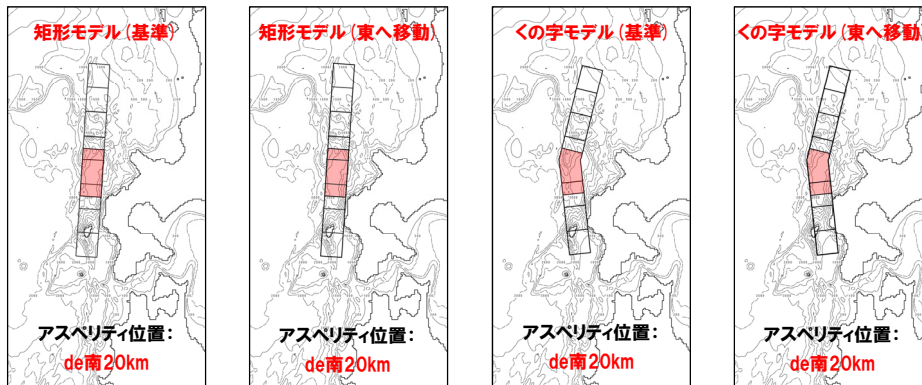 矩形モデル(基準)
アスペリティ位置:
de南20km
矩形モデル(東へ移動)
アスペリティ位置:
de南20km
くの字モデル(基準)
アスペリティ位置:
de南20km
くの字モデル(東へ移動)
アスペリティ位置:
de南20km